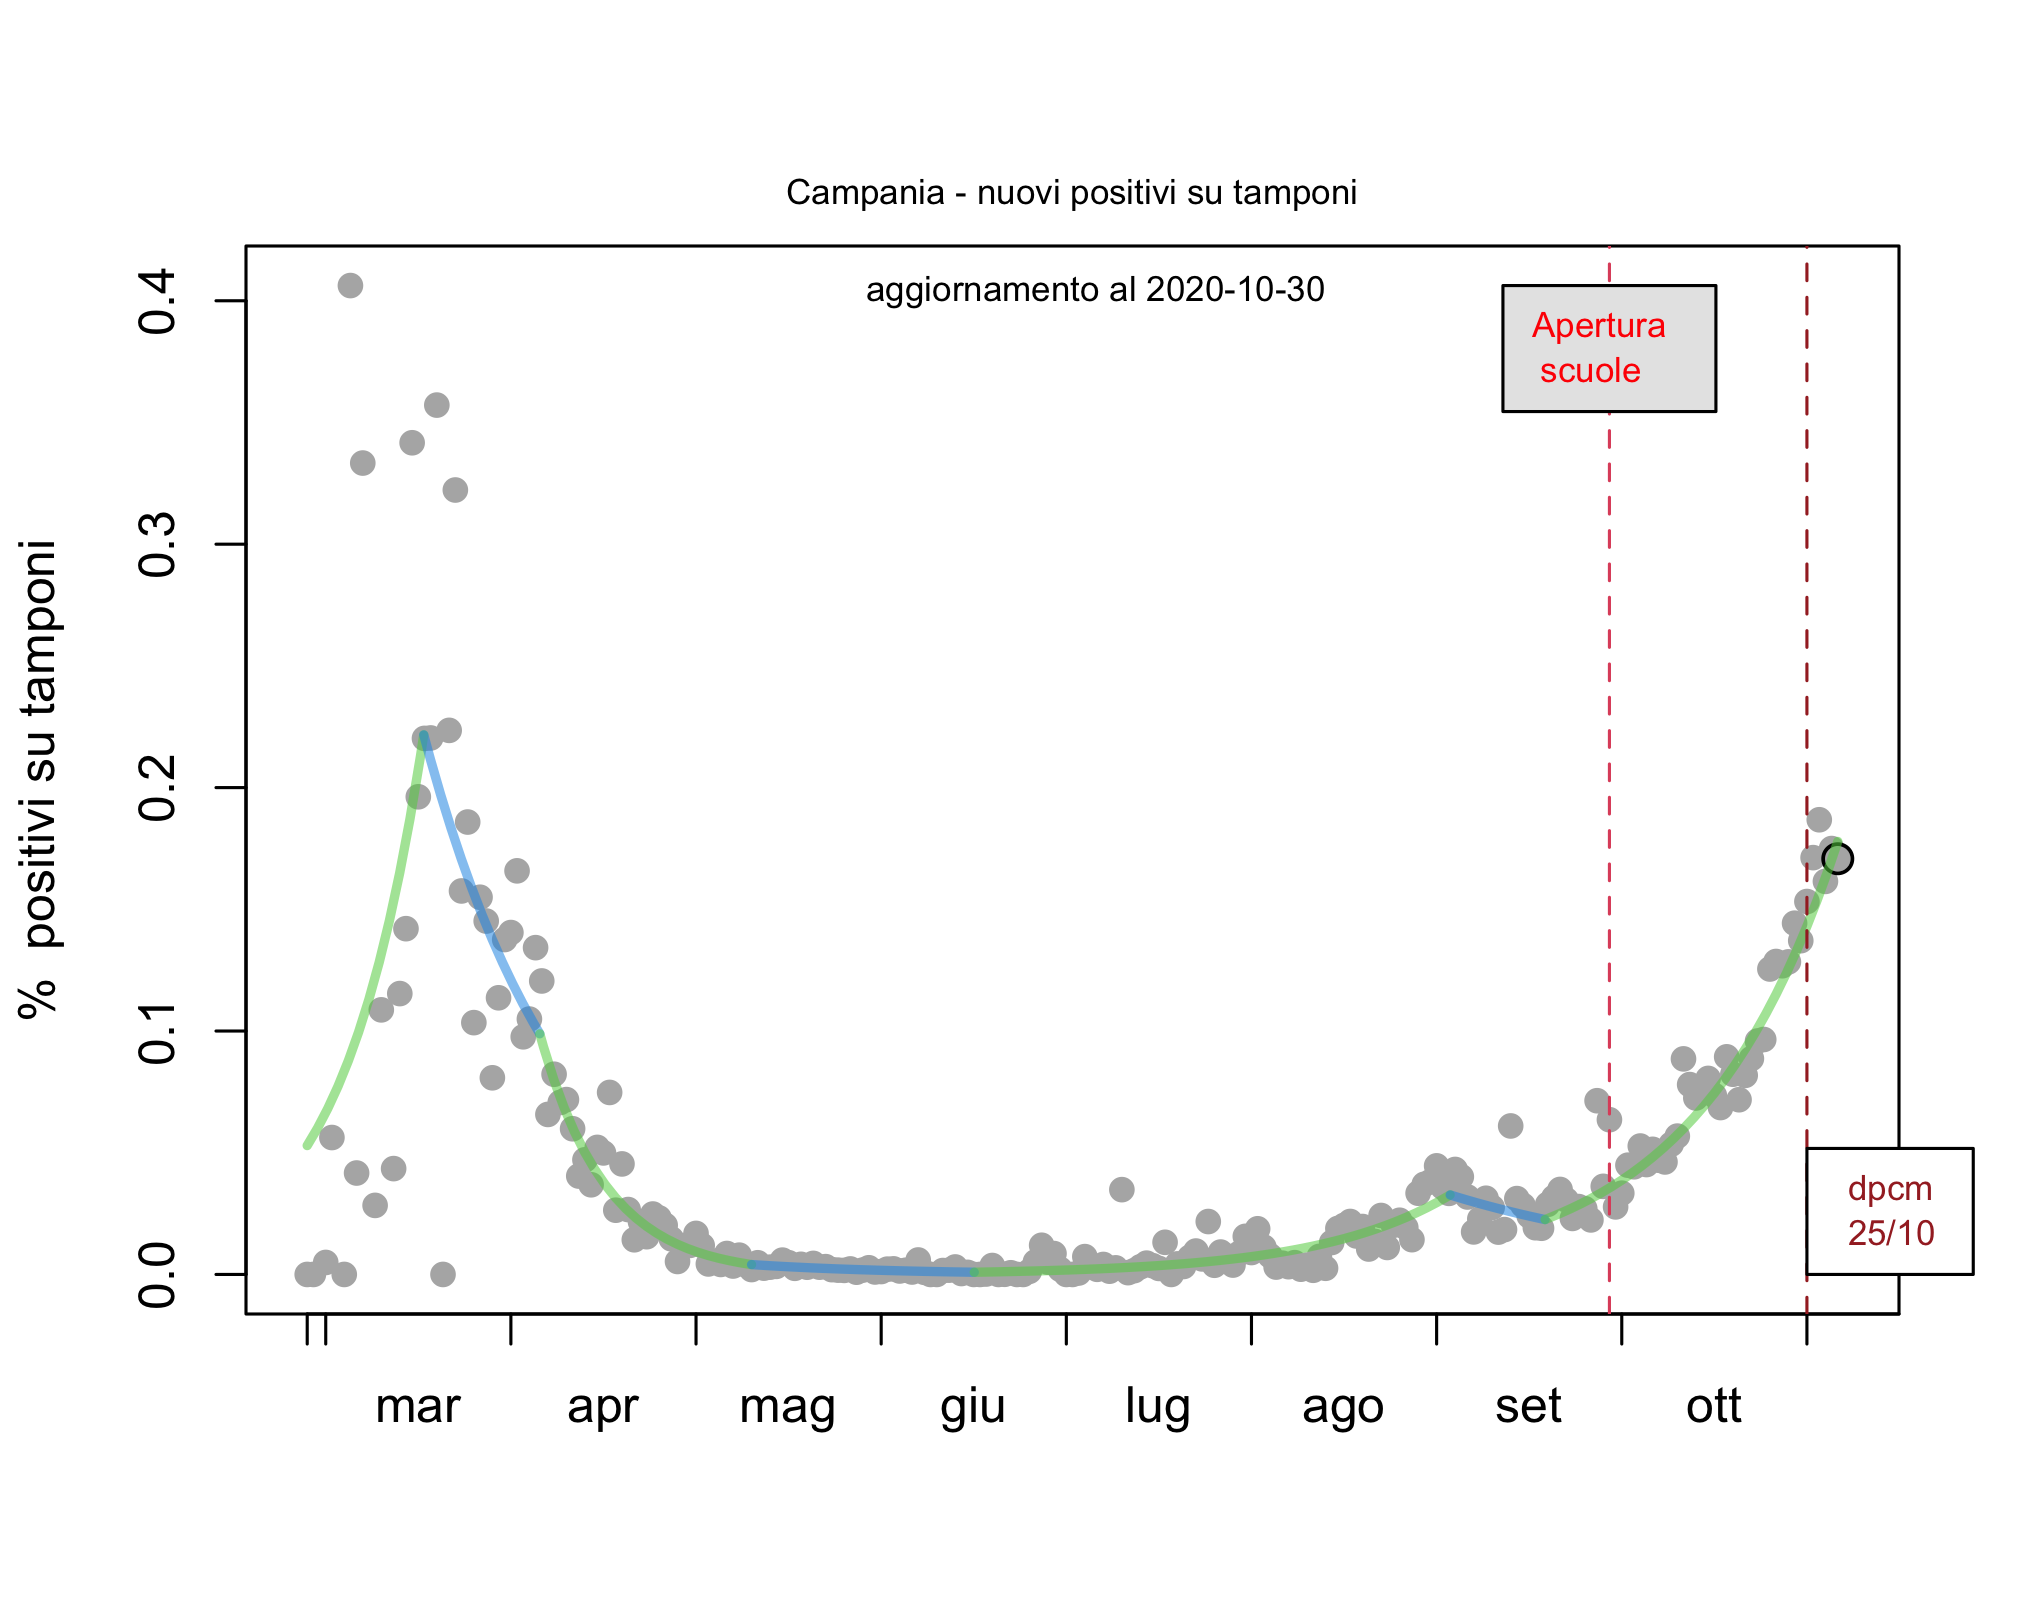 Campania - nuovi positivi su tamponi
aggiornamento al 2020-10-30
Apertura
scuole
% positivi su tamponi
0.4
0.3
0.2
0.1
0.0
dpcm
25/10
mar apr mag giu lug ago set ott